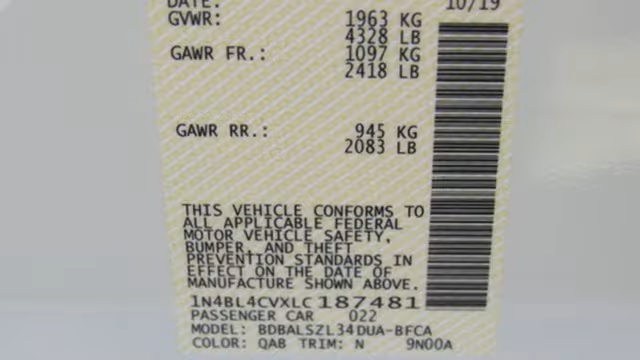 DATE: 10/19
GVWR: 1963 KG
4328 LB
GAWR FR.: 1097 KG
2418 LB
GAWR RR.: 945 KG
2083 LB
THIS VEHICLE CONFORMS TO
ALL APPLICABLE FEDERAL
MOTOR VEHICLE SAFETY,
BUMPER, AND THEFT
PREVENTION STANDARDS IN
EFFECT ON THE DATE OF
MANUFACTURE SHOWN ABOVE.
1N4BL4CVXLC187481
PASSENGER CAR 022
MODEL: BDBALSZL34DUA-BFCA
COLOR: QAB TRIM: N 9N00A